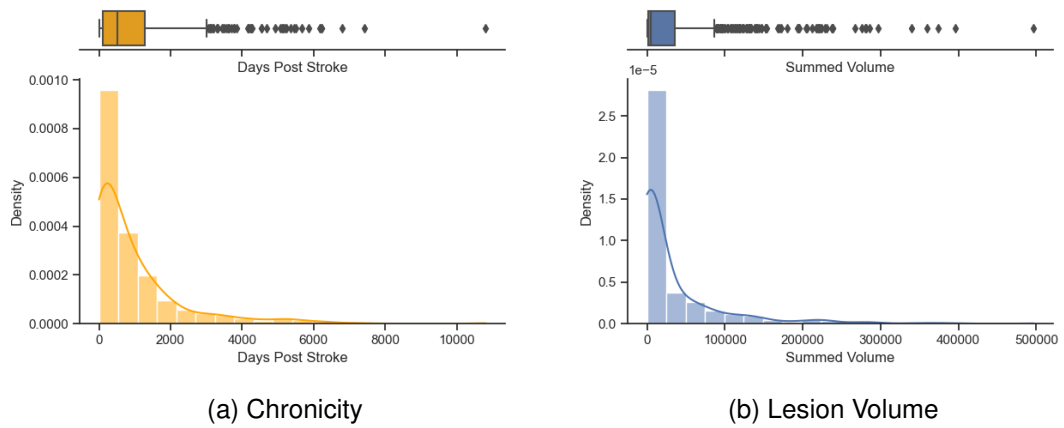 Days Post Stroke
0.0010
0.0008
0.0006
0.0004
0.0002
0.0000
Density
0 2000 4000 6000 8000 10000
Days Post Stroke
(a) Chronicity
Summed Volume
1e−5
2.5
2.0
1.5
1.0
0.5
0.0
Density
0 100000 200000 300000 400000 500000
Summed Volume
(b) Lesion Volume